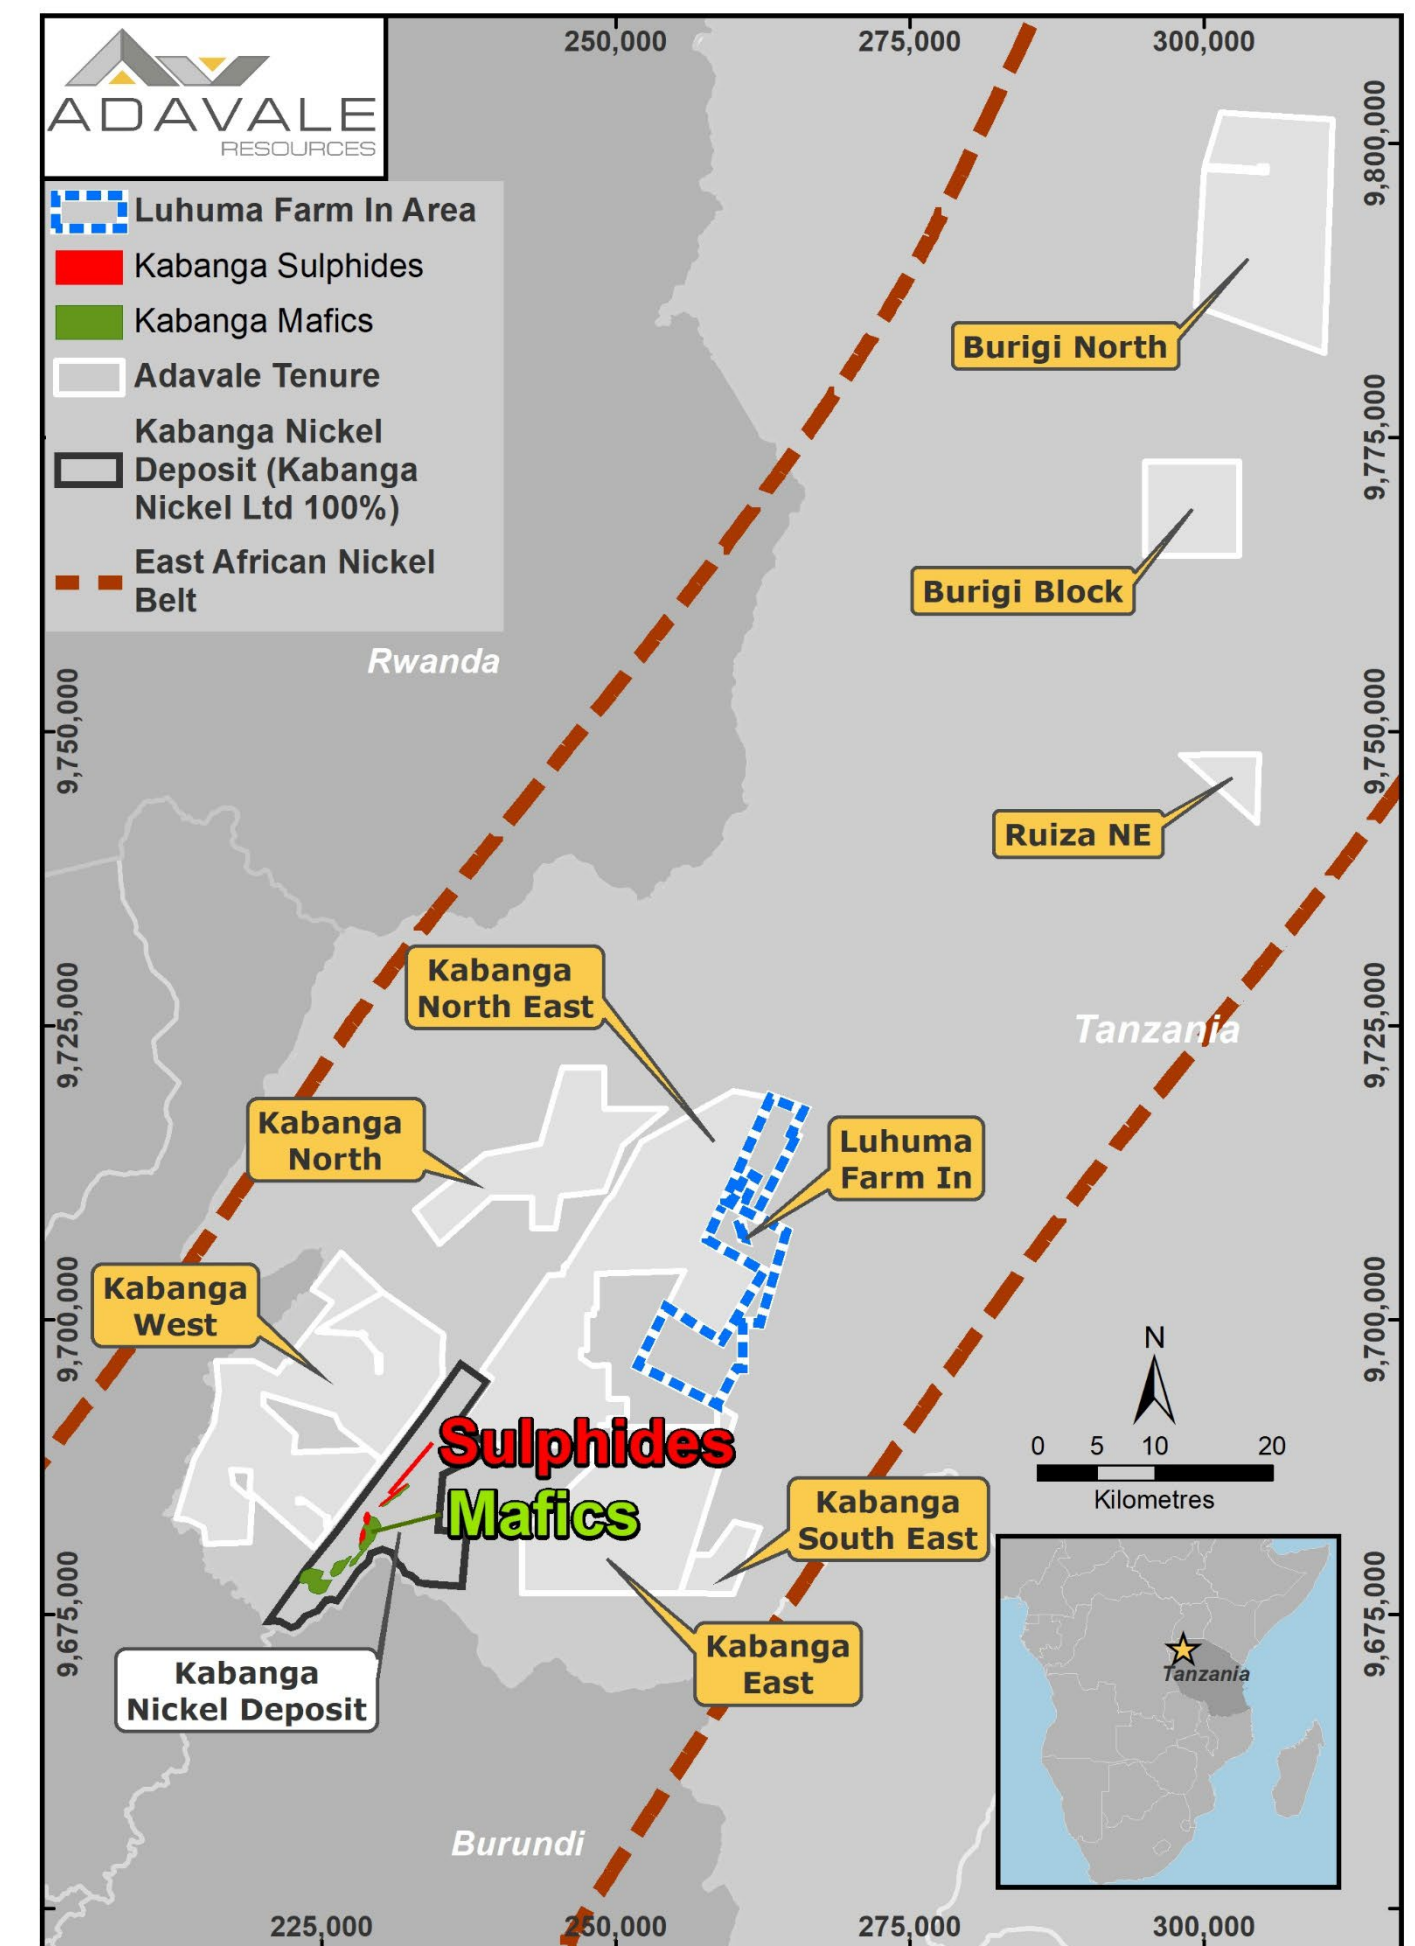 ADAVALE
RESOURCES
250,000
275,000
300,000
Luhuma Farm In Area
Kabanga Sulphides
Kabanga Mafics
Adavale Tenure
Kabanga Nickel
Deposit (Kabanga
Nickel Ltd 100%)
East African Nickel
Belt
9,800,000
Burigi North
9,775,000
Burigi Block
Rwanda
9,750,000
9,750,000
Ruiza NE
Kabanga
North East
9,725,000
9,725,000
Tanzania
Kabanga
North
Luhuma
Farm In
Kabanga
West
9,700,000
9,700,000
N
Sulphides
Mafics
0 5 10 20
Kilometres
Kabanga
South East
9,675,000
9,675,000
Kabanga
East
Kabanga
Nickel Deposit
Tanzania
Burundi
225,000
250,000
275,000
300,000